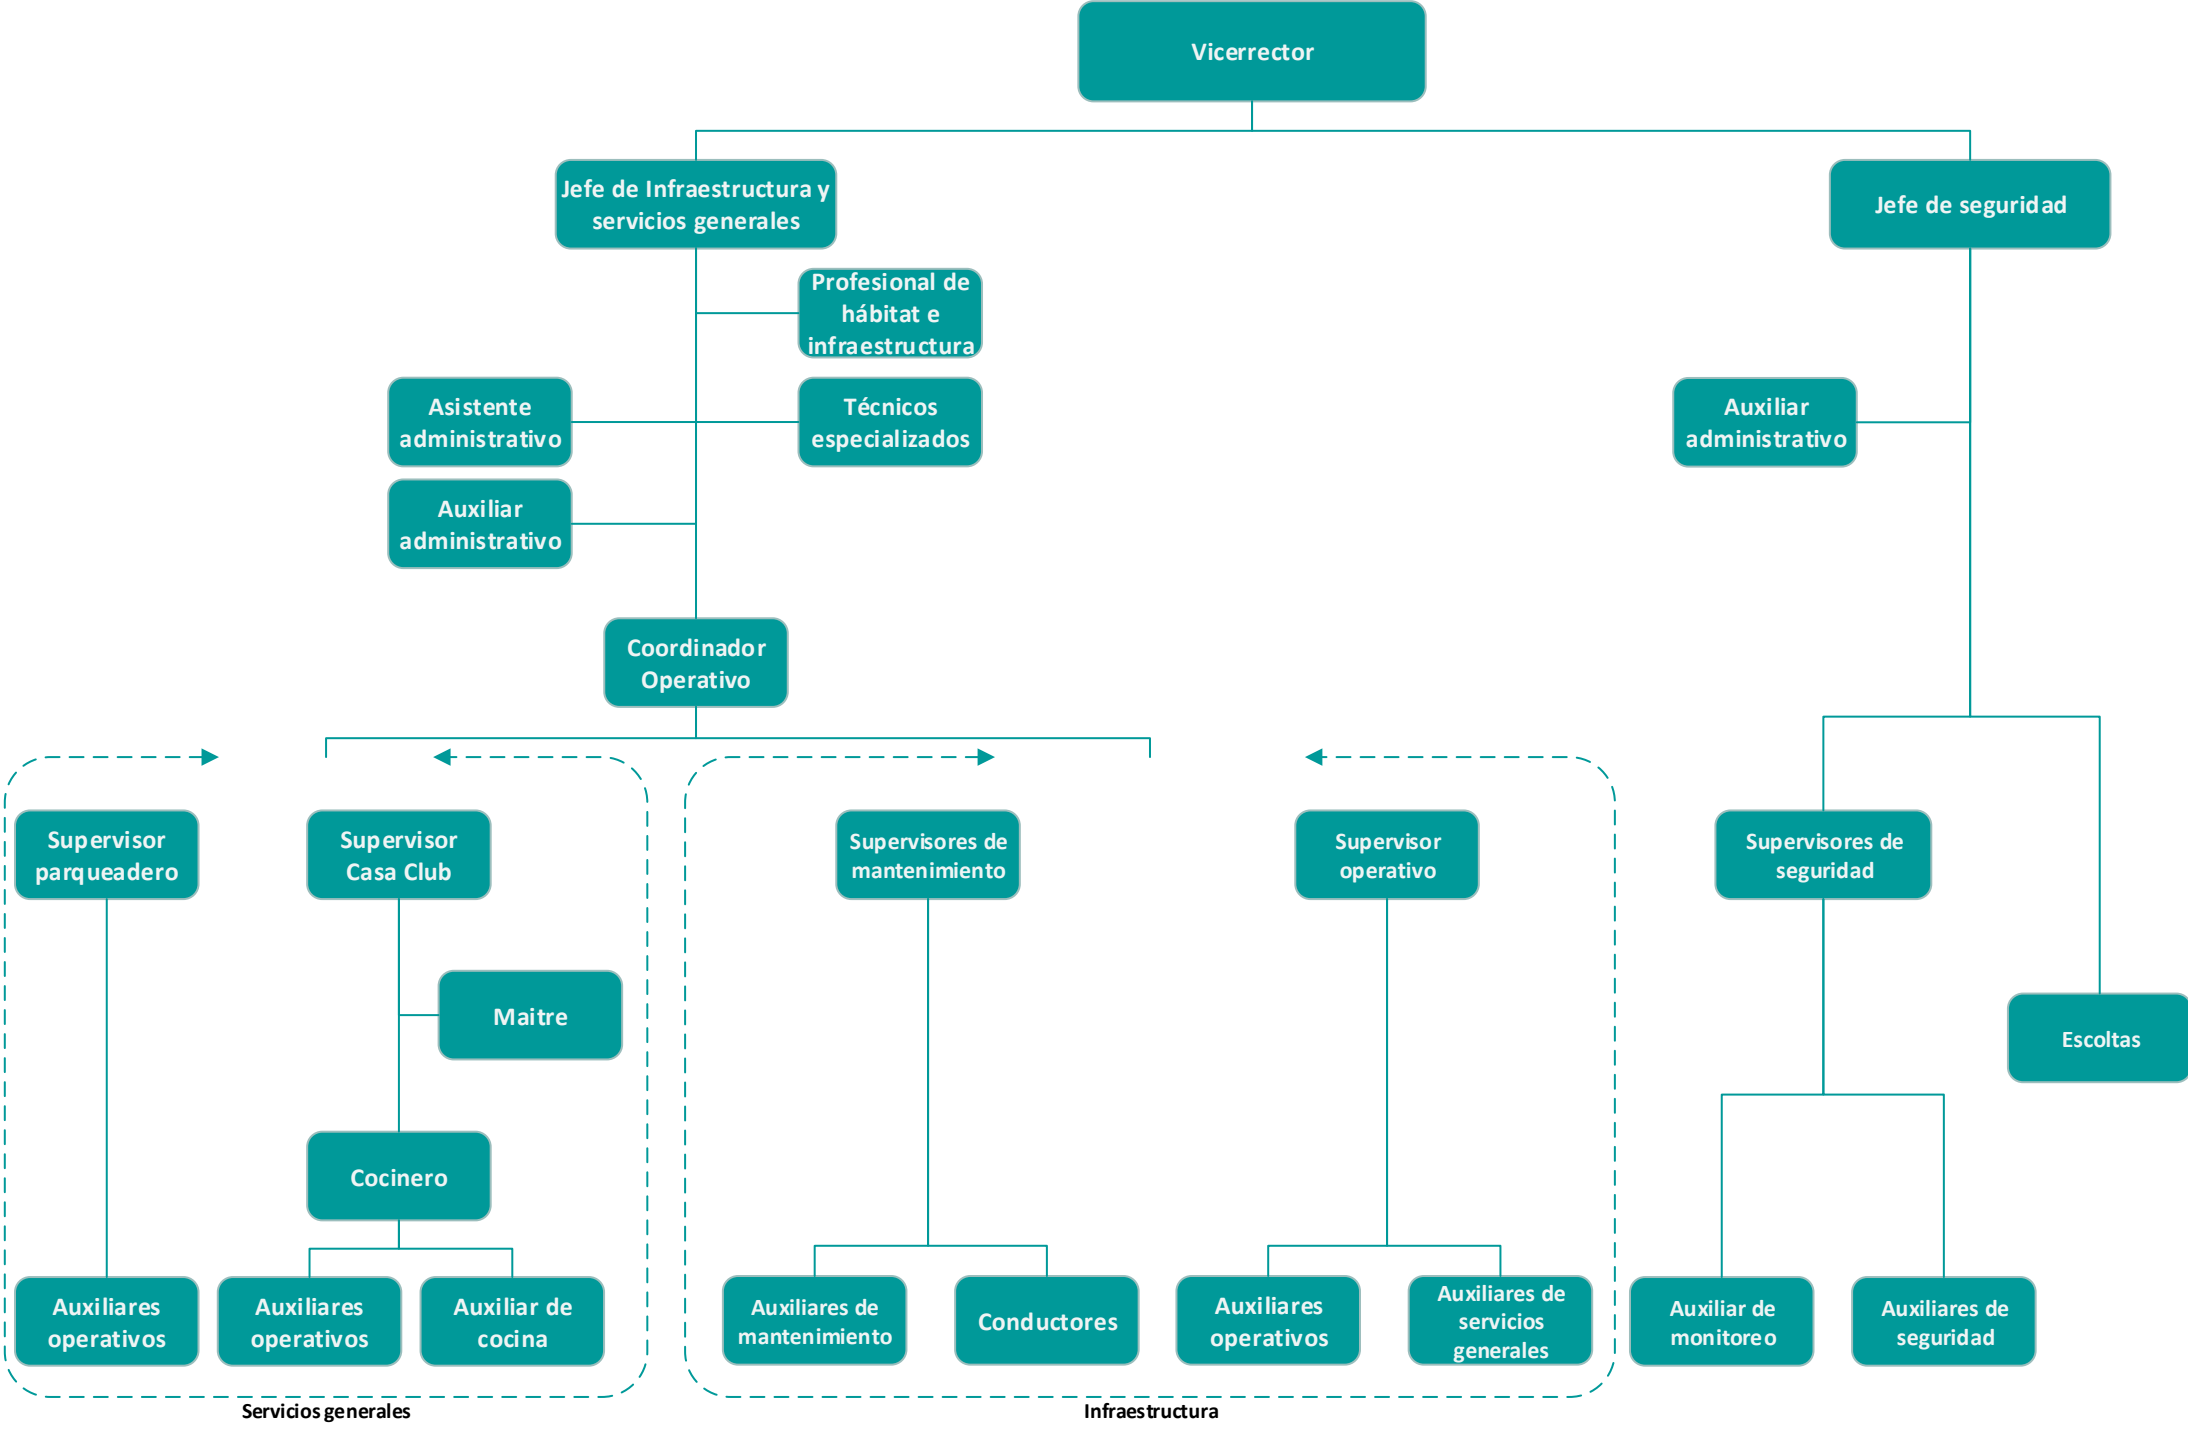 Vicerrector
Jefe de Infraestructura y
servicios generales
Jefe de seguridad
Profesional de
hábitat e
infraestructura
Asistente
administrativo
Técnicos
especializados
Auxiliar
administrativo
Auxiliar
administrativo
Coordinador
Operativo
Supervisor
parqueadero
Supervisor
Casa Club
Supervisores de
mantenimiento
Supervisor
operativo
Supervisores de
seguridad
Maitre
Escoltas
Cocinero
Auxiliares
operativos
Auxiliares
operativos
Auxiliar de
cocina
Auxiliares de
mantenimiento
Conductores
Auxiliares
operativos
Auxiliares de
servicios
generales
Auxiliar de
monitoreo
Auxiliares de
seguridad
Servicios generales
Infraestructura